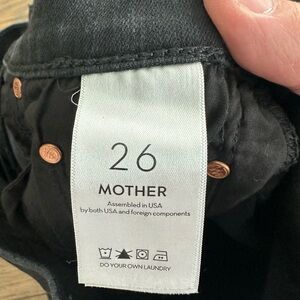 26
MOTHER
Assembled in USA
by both USA and foreign components
DO YOUR OWN LAUNDRY